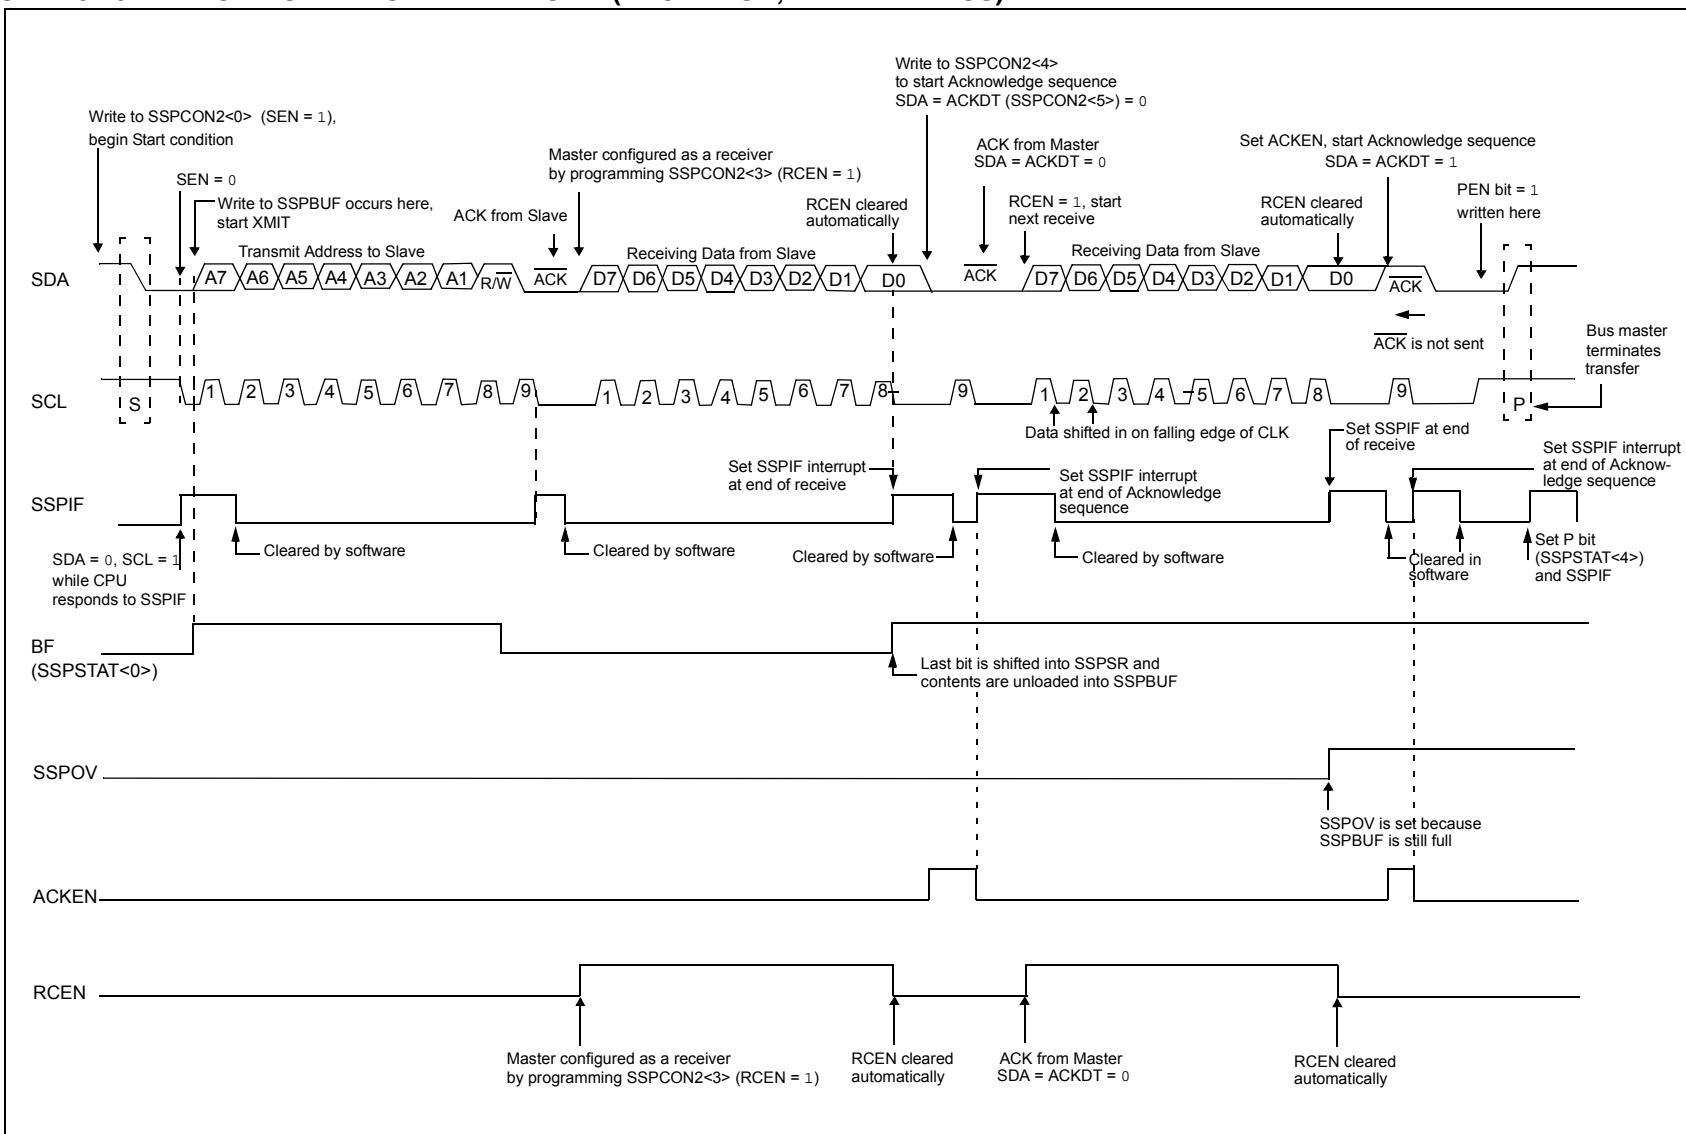 Write to SSPCON2<4>
to start Acknowledge sequence
SDA = ACKDT (SSPCON2<5>) = 0
Write to SSPCON2<0> (SEN = 1),
begin Start condition
ACK from Master
SDA = ACKDT = 0
Set ACKEN, start Acknowledge sequence
SDA = ACKDT = 1
Master configured as a receiver
by programming SSPCON2<3> (RCEN = 1)
SEN = 0
PEN bit = 1
written here
Write to SSPBUF occurs here,
start XMIT
ACK from Slave
RCEN cleared
automatically
RCEN = 1, start
next receive
RCEN cleared
automatically
Transmit Address to Slave
Receiving Data from Slave
Receiving Data from Slave
SDA
A7 A6 A5 A4 A3 A2 A1 R/W ACK D7 D6 D5 D4 D3 D2 D1 D0 ACK D7 D6 D5 D4 D3 D2 D1 D0 ACK
ACK is not sent
Bus master
terminates
transfer
SCL
S 1 2 3 4 5 6 7 8 9 1 2 3 4 5 6 7 8 9 1 2 3 4 5 6 7 8 9 P
Data shifted in on falling edge of CLK
Set SSPIF at end
of receive
Set SSPIF interrupt
at end of receive
Set SSPIF interrupt
at end of Acknowledge
sequence
Set SSPIF interrupt
at end of Acknow-
ledge sequence
SSPIF
Cleared by software
Cleared by software
Cleared by software
Cleared by software
Cleared in
software
Set P bit
(SSPSTAT<4>)
and SSPIF
SDA = 0, SCL = 1
while CPU
responds to SSPIF
BF
(SSPSTAT<0>)
Last bit is shifted into SSPSR and
contents are unloaded into SSPBUF
SSPOV
SSPOV is set because
SSPBUF is still full
ACKEN
RCEN
Master configured as a receiver
by programming SSPCON2<3> (RCEN = 1)
RCEN cleared
automatically
ACK from Master
SDA = ACKDT = 0
RCEN cleared
automatically